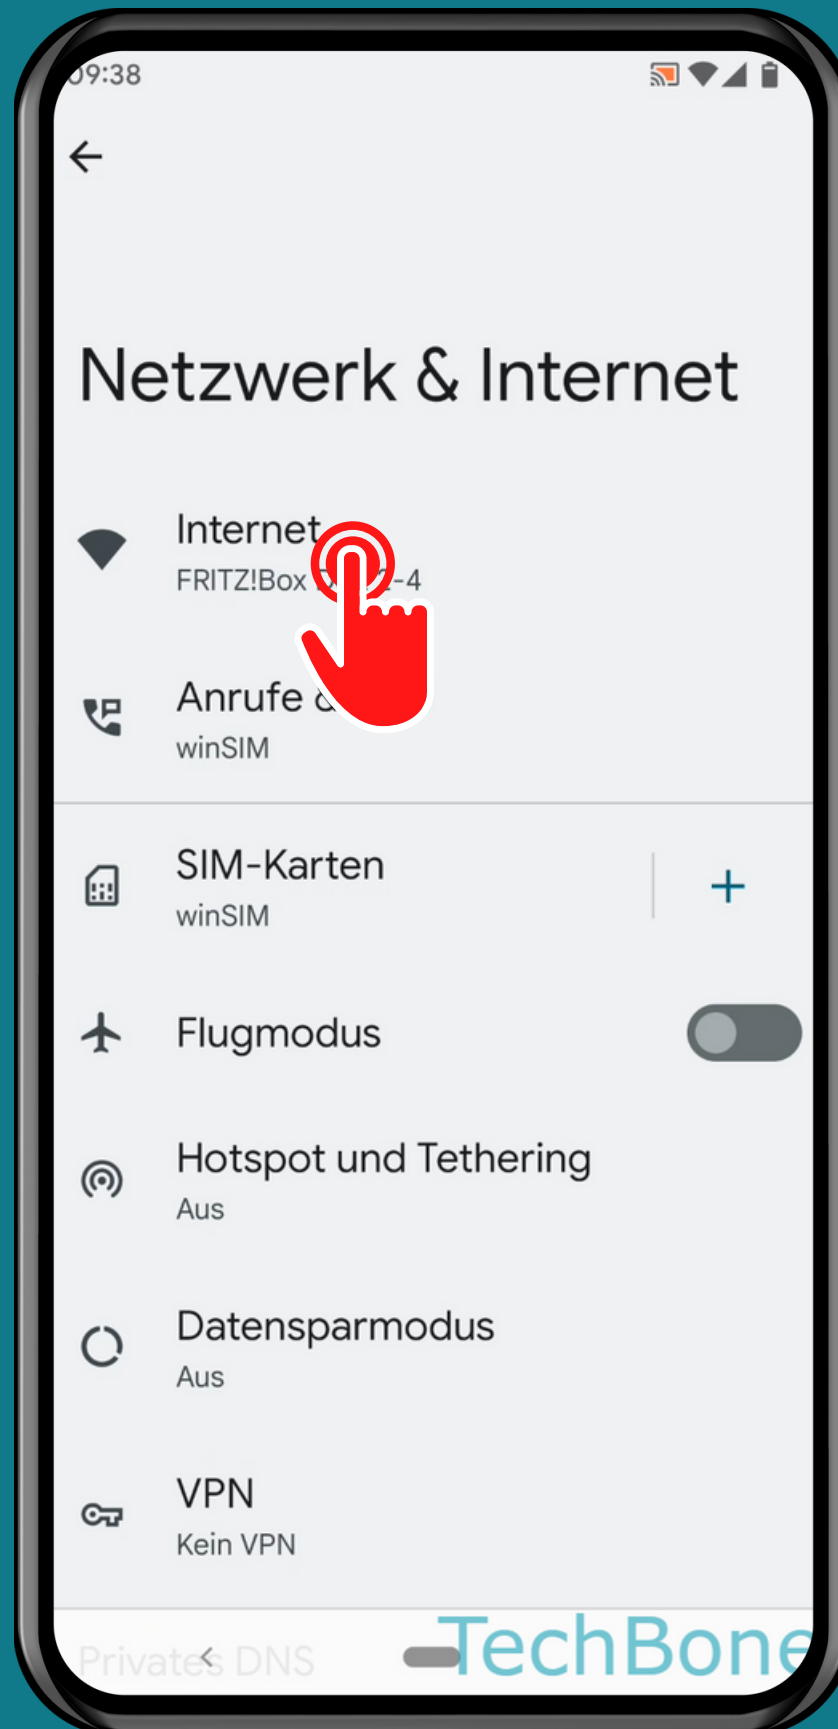 09:38
Netzwerk & Internet
Internet
FRITZ!Box
Anrufe
winSIM
SIM-Karten
winSIM
Flugmodus
Hotspot und Tethering
Aus
Datensparmodus
Aus
VPN
Kein VPN
Privates DNS
TechBone